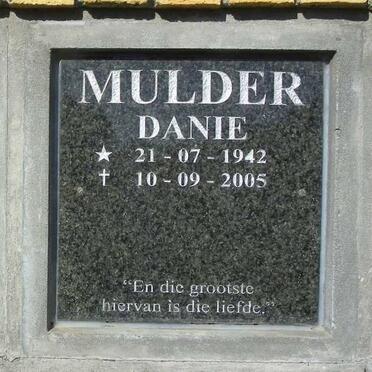 MULDER
DANIE
★ 21 - 07 - 1942
✝ 10 - 09 - 2005
“En die grootste
hiervan is die liefde.”